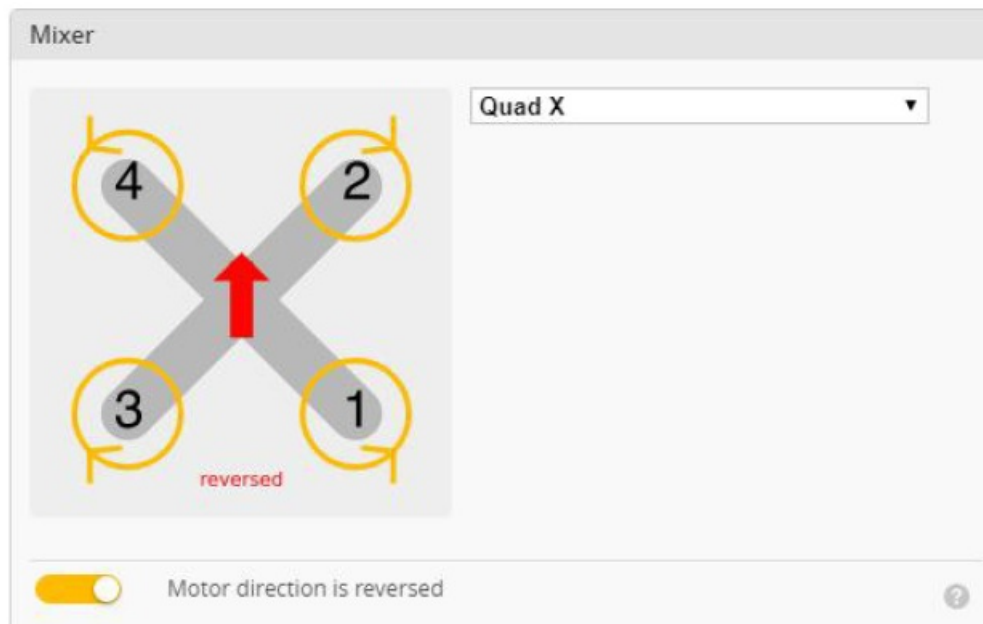 Mixer
Quad X
4 2
3 1
reversed
Motor direction is reversed
?